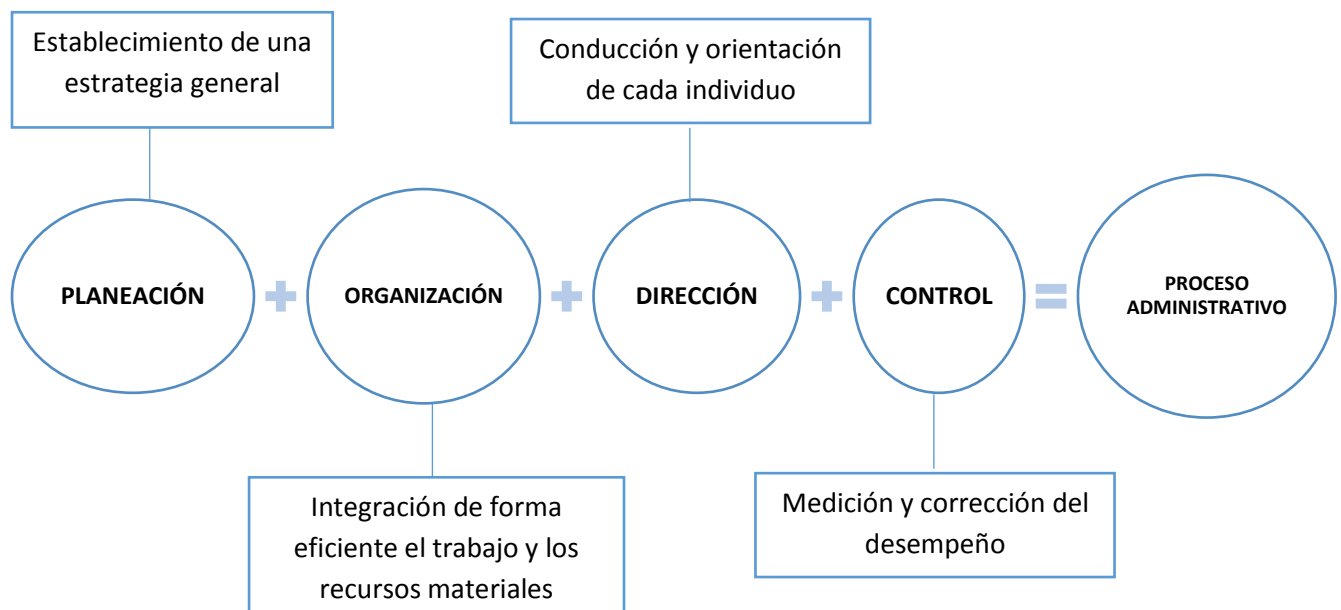 Establecimiento de una
estrategia general
Conducción y orientación
de cada individuo
PLANEACIÓN
ORGANIZACIÓN
DIRECCIÓN
CONTROL
PROCESO
ADMINISTRATIVO
Integración de forma
eficiente el trabajo y los
recursos materiales
Medición y corrección del
desempeño